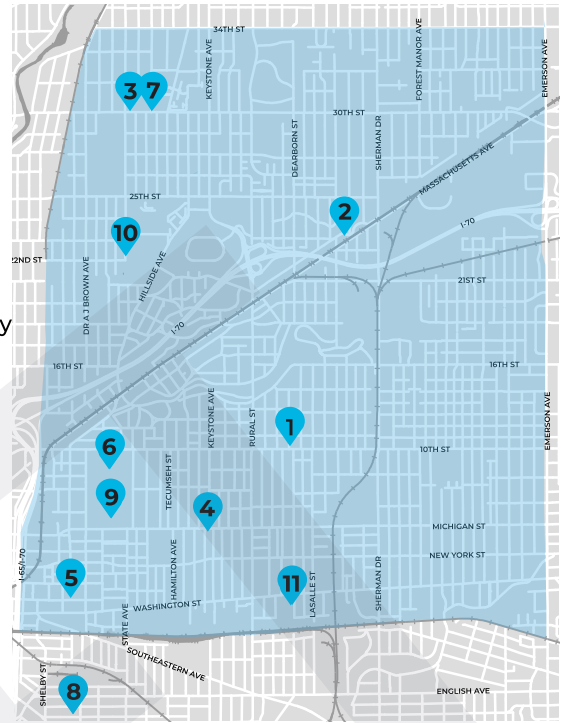 34TH ST
KEYSTONE AVE
FOREST MANOR AVE
EMERSON AVE
3
7
30TH ST
DEARBORN ST
SHERMAN DR
MASSACHUSETTS AVE
25TH ST
2
10
I-70
22ND ST
HILLSIDE AVE
21ST ST
DR A J BROWN AVE
y
I-70
16TH ST
16TH ST
KEYSTONE AVE
RURAL ST
1
EMERSON AVE
6
10TH ST
TECUMSEH ST
9
4
MICHIGAN ST
NEW YORK ST
I-65/I-70
5
HAMILTON AVE
11
LASALLE ST
SHERMAN DR
WASHINGTON ST
STATE AVE
SOUTHEASTERN AVE
SHELBY ST
8
ENGLISH AVE